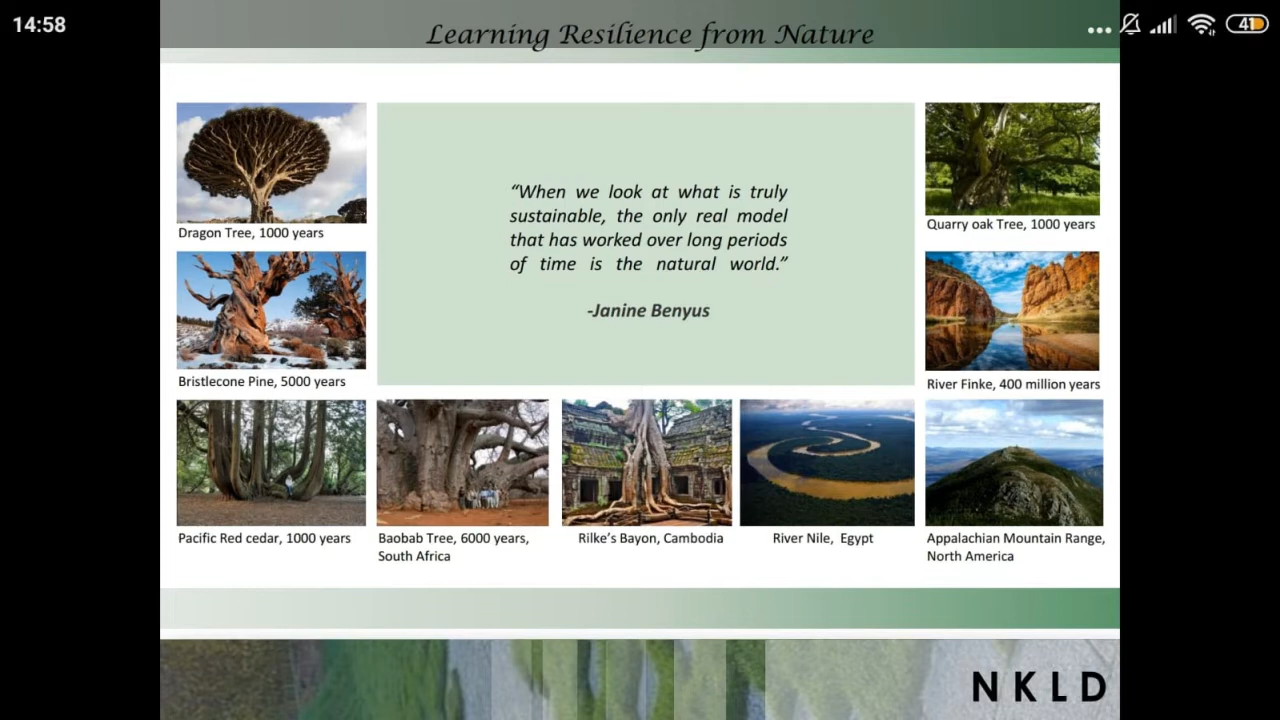 14:58
41
Learning Resilience from Nature
Dragon Tree, 1000 years
“When we look at what is truly
sustainable, the only real model
that has worked over long periods
of time is the natural world.”
-Janine Benyus
Quarry oak Tree, 1000 years
Bristlecone Pine, 5000 years
River Finke, 400 million years
Pacific Red cedar, 1000 years
Baobab Tree, 6000 years,
South Africa
Rilke’s Bayon, Cambodia
River Nile, Egypt
Appalachian Mountain Range,
North America
NKLD